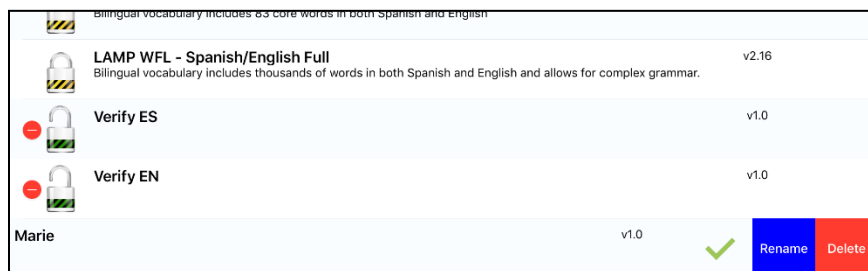 Bilingual vocabulary includes 83 core words in both Spanish and English
LAMP WFL - Spanish/English Full
v2.16
Bilingual vocabulary includes thousands of words in both Spanish and English and allows for complex grammar.
Verify ES
v1.0
Verify EN
v1.0
Marie
v1.0
Rename
Delete